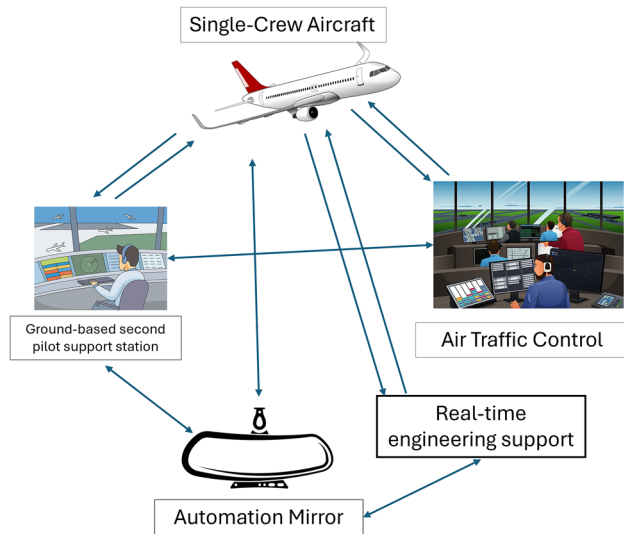 Single-Crew Aircraft
Ground-based second
pilot support station
Air Traffic Control
Real-time
engineering support
Automation Mirror